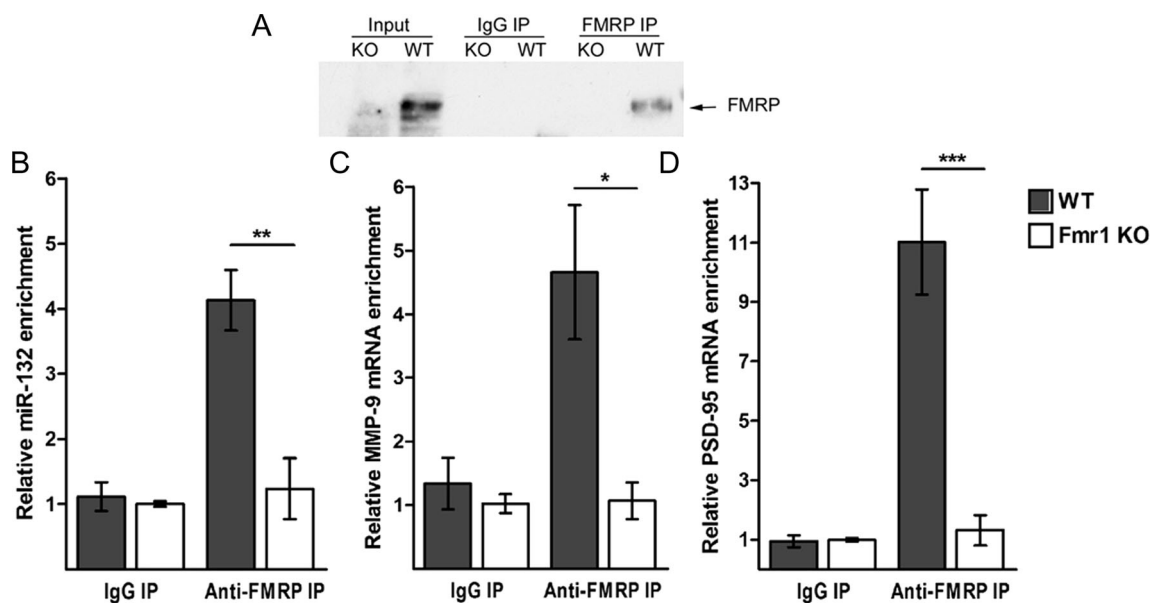 A
Input IgG IP FMRP IP
KO WT KO WT KO WT
FMRP
B
Relative miR-132 enrichment
6
5
4
3
2
1
**
IgG IP Anti-FMRP IP
C
Relative MMP-9 mRNA enrichment
6
5
4
3
2
1
*
IgG IP Anti-FMRP IP
D
Relative PSD-95 mRNA enrichment
13
11
9
7
5
3
1
***
IgG IP Anti-FMRP IP
WT
Fmr1 KO